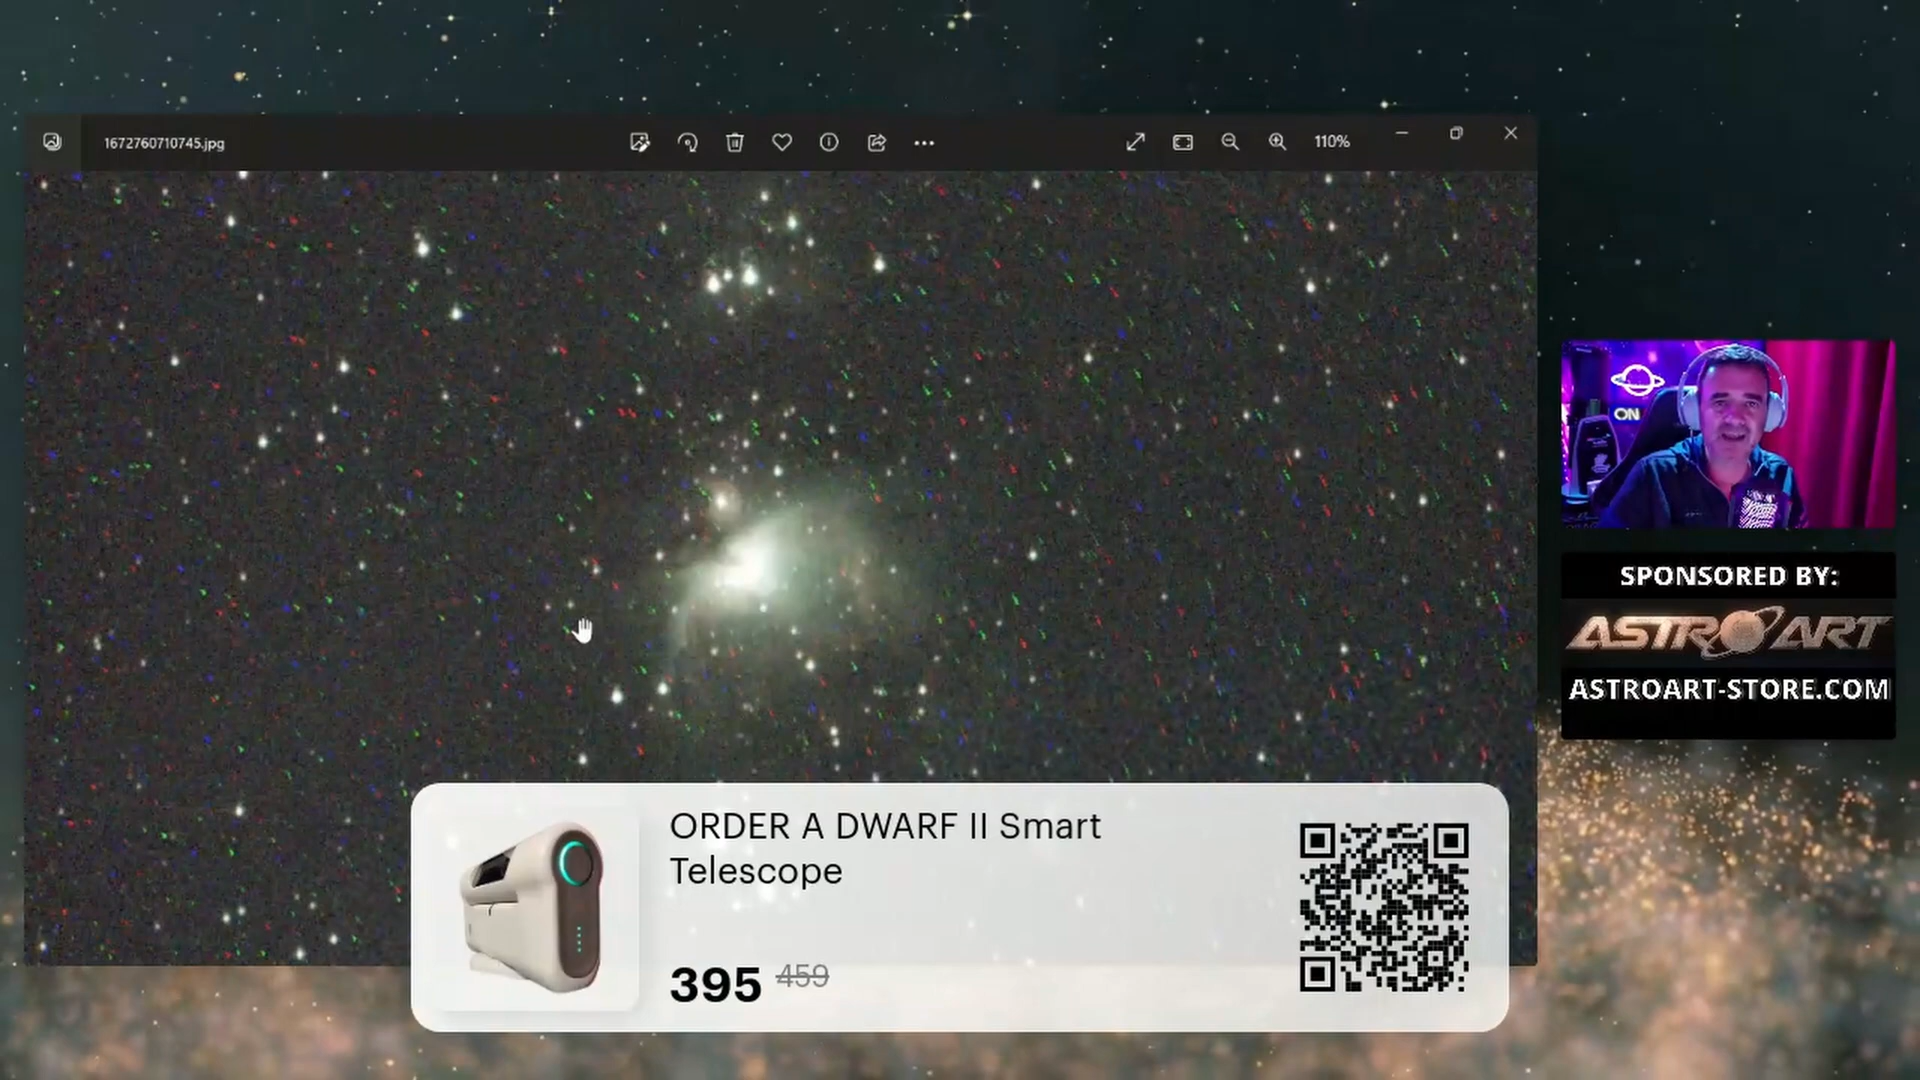 1672760710745.jpg
110%
ON
SPONSORED BY:
ASTROART
ASTROART-STORE.COM
ORDER A DWARF II Smart
Telescope
395 459